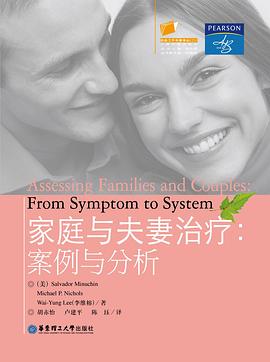 PEARSON
Assessing Families and Couples:
From Symptom to System
家庭与夫妻治疗：
案例与分析
◎（美）Salvador Minuchin
Michael P. Nichols
Wai-Yung Lee(李维榕)／著
◎ 胡赤怡 卢建平 陈珏／译
华东理工大学出版社